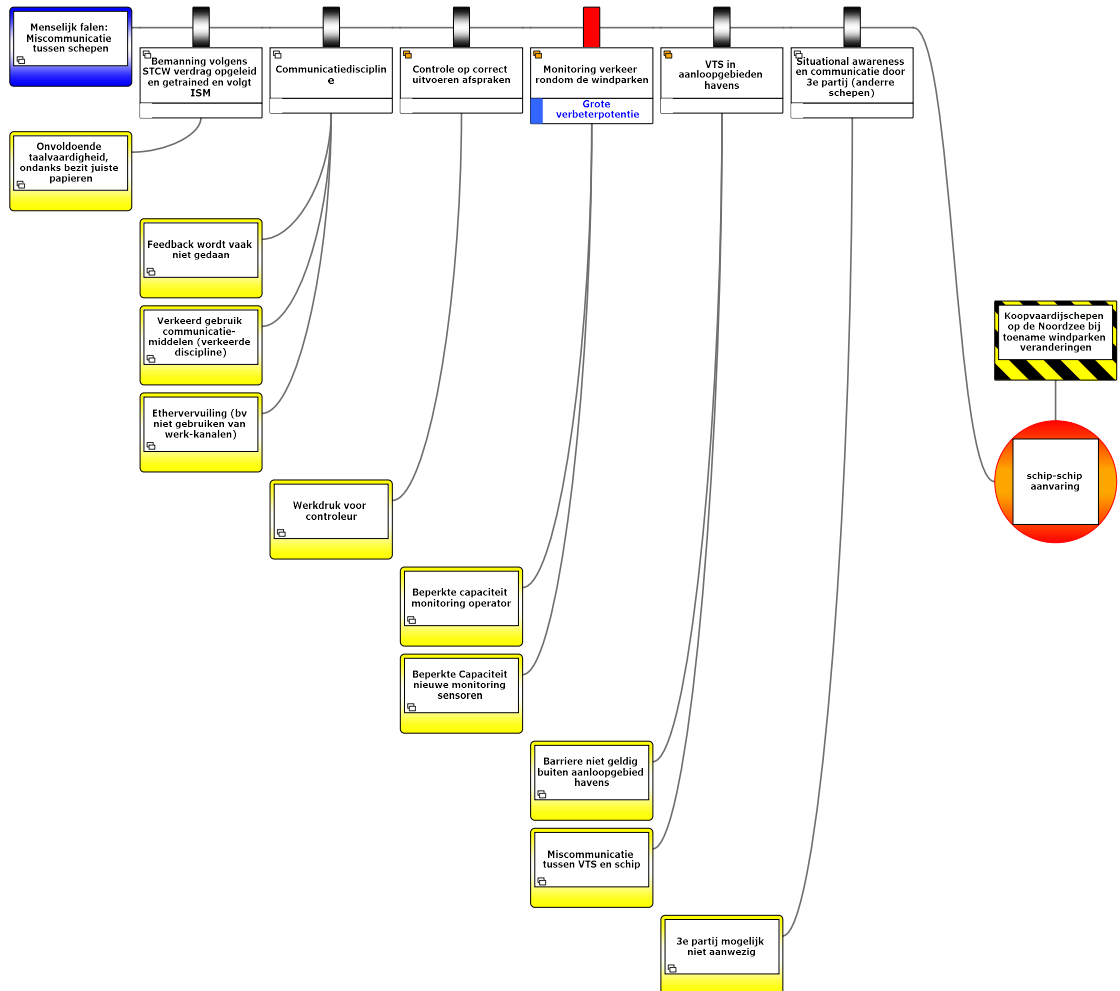 Menselijk falen:
Miscommunicatie
tussen schepen
Bemanning volgens
STCW verdrag opgeleid
en getrained en volgt
ISM
Communicatiedisciplin
e
Controle op correct
uitvoeren afspraken
Monitoring verkeer
rondom de windparken
Grote
verbeterpotentie
VTS in
aanloopgebieden
havens
Situational awareness
en communicatie door
3e partij (anderre
schepen)
Onvoldoende
taalvaardigheid,
ondanks bezit juiste
papieren
Feedback wordt vaak
niet gedaan
Verkeerd gebruik
communicatie-
middelen (verkeerde
discipline)
Ethervervuiling (bv
niet gebruiken van
werk-kanalen)
Koopvaardijschepen
op de Noordzee bij
toename windparken
veranderingen
schip-schip
aanvaring
Werkdruk voor
controleur
Beperkte capaciteit
monitoring operator
Beperkte Capaciteit
nieuwe monitoring
sensoren
Barriere niet geldig
buiten aanloopgebied
havens
Miscommunicatie
tussen VTS en schip
3e partij mogelijk
niet aanwezig